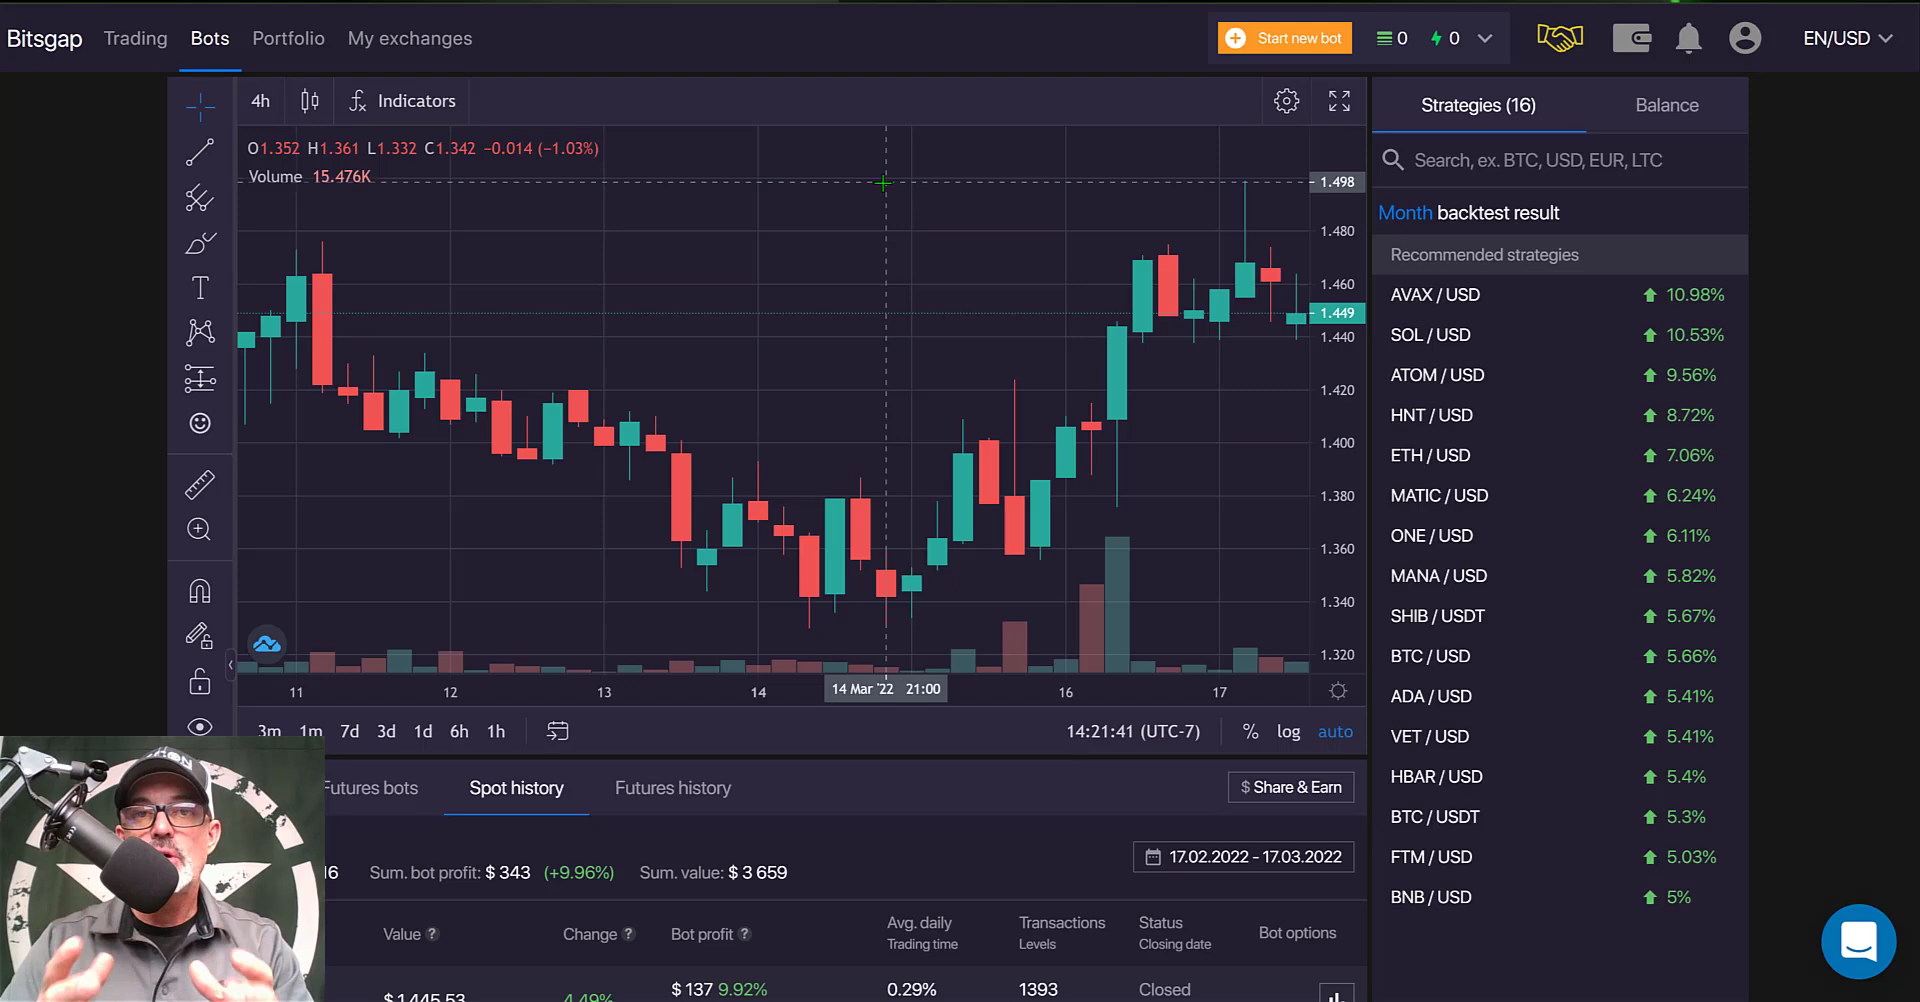 Bitsgap Trading Bots Portfolio My exchanges Start new bot 0 0 EN/USD
4h Indicators
O1.352 H1.361 L1.332 C1.342 −0.014 (−1.03%)
Volume 15.476K
1.498
1.480
1.460
1.449
1.440
1.420
1.400
1.380
1.360
1.340
1.320
11 12 13 14 14 Mar '22 21:00 16 17
3m 1m 7d 3d 1d 6h 1h 14:21:41 (UTC-7) % log auto
Futures bots Spot history Futures history $ Share & Earn
16 Sum. bot profit: $ 343 (+9.96%) Sum. value: $ 3 659 17.02.2022 - 17.03.2022
Value ? Change ? Bot profit ? Avg. daily Transactions Status Bot options
Trading time Levels Closing date
$ 1 445.53 4.49% $ 137 9.92% 0.29% 1393 Closed
Strategies (16) Balance
Search, ex. BTC, USD, EUR, LTC
Month backtest result
Recommended strategies
AVAX / USD 10.98%
SOL / USD 10.53%
ATOM / USD 9.56%
HNT / USD 8.72%
ETH / USD 7.06%
MATIC / USD 6.24%
ONE / USD 6.11%
MANA / USD 5.82%
SHIB / USDT 5.67%
BTC / USD 5.66%
ADA / USD 5.41%
VET / USD 5.41%
HBAR / USD 5.4%
BTC / USDT 5.3%
FTM / USD 5.03%
BNB / USD 5%